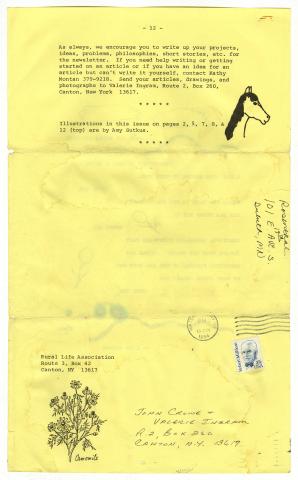 - 12 -
As always, we encourage you to write up your projects,
ideas, problems, philosophies, short stories, etc. for
the newsletter. If you need help writing or getting
started on an article or if you have an idea for an
article but can't write it yourself, contact Kathy
Montan 379-9218. Send your articles, drawings, and
photographs to Valerie Ingram, Route 2, Box 260,
Canton, New York 13617.
* * * * *
Illustrations in this issue on pages 2, 5, 7, 8, &
12 (top) are by Amy Gutkus.
* * * * *
101 E
Rural Life Association
Route 3, Box 42
Canton, NY 13617
Camomile
John Crowe +
Valerie Ingram
R.2, Box 260
Canton, N.Y. 13617